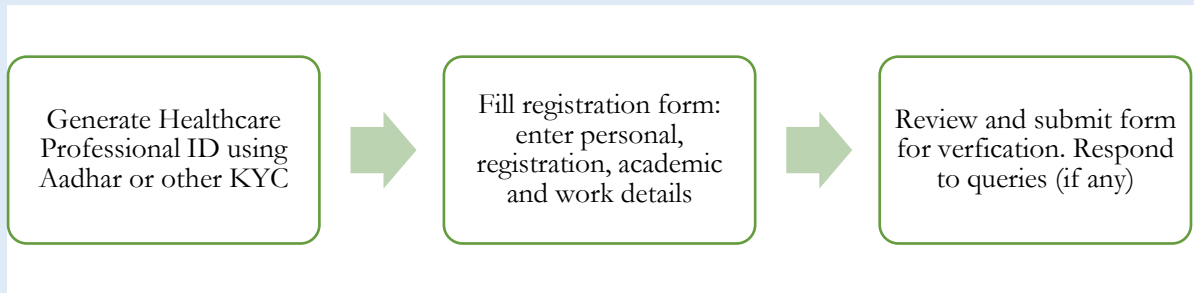 Generate Healthcare
Professional ID using
Aadhar or other KYC
Fill registration form:
enter personal,
registration, academic
and work details
Review and submit form
for verfication. Respond
to queries (if any)